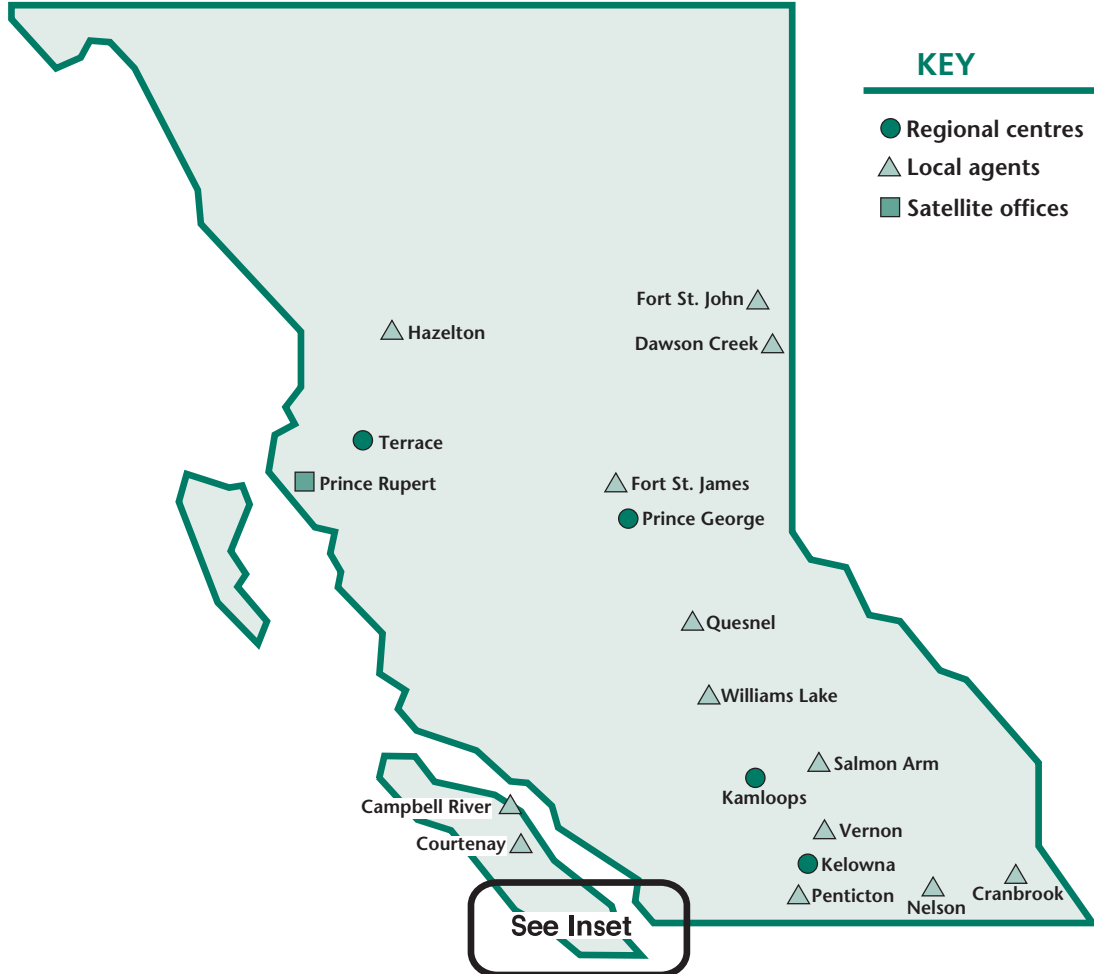 KEY
Regional centres
Local agents
Satellite offices
Fort St. John
Hazelton
Dawson Creek
Terrace
Prince Rupert
Fort St. James
Prince George
Quesnel
Williams Lake
Salmon Arm
Kamloops
Campbell River
Vernon
Courtenay
Kelowna
Penticton
Nelson
Cranbrook
See Inset